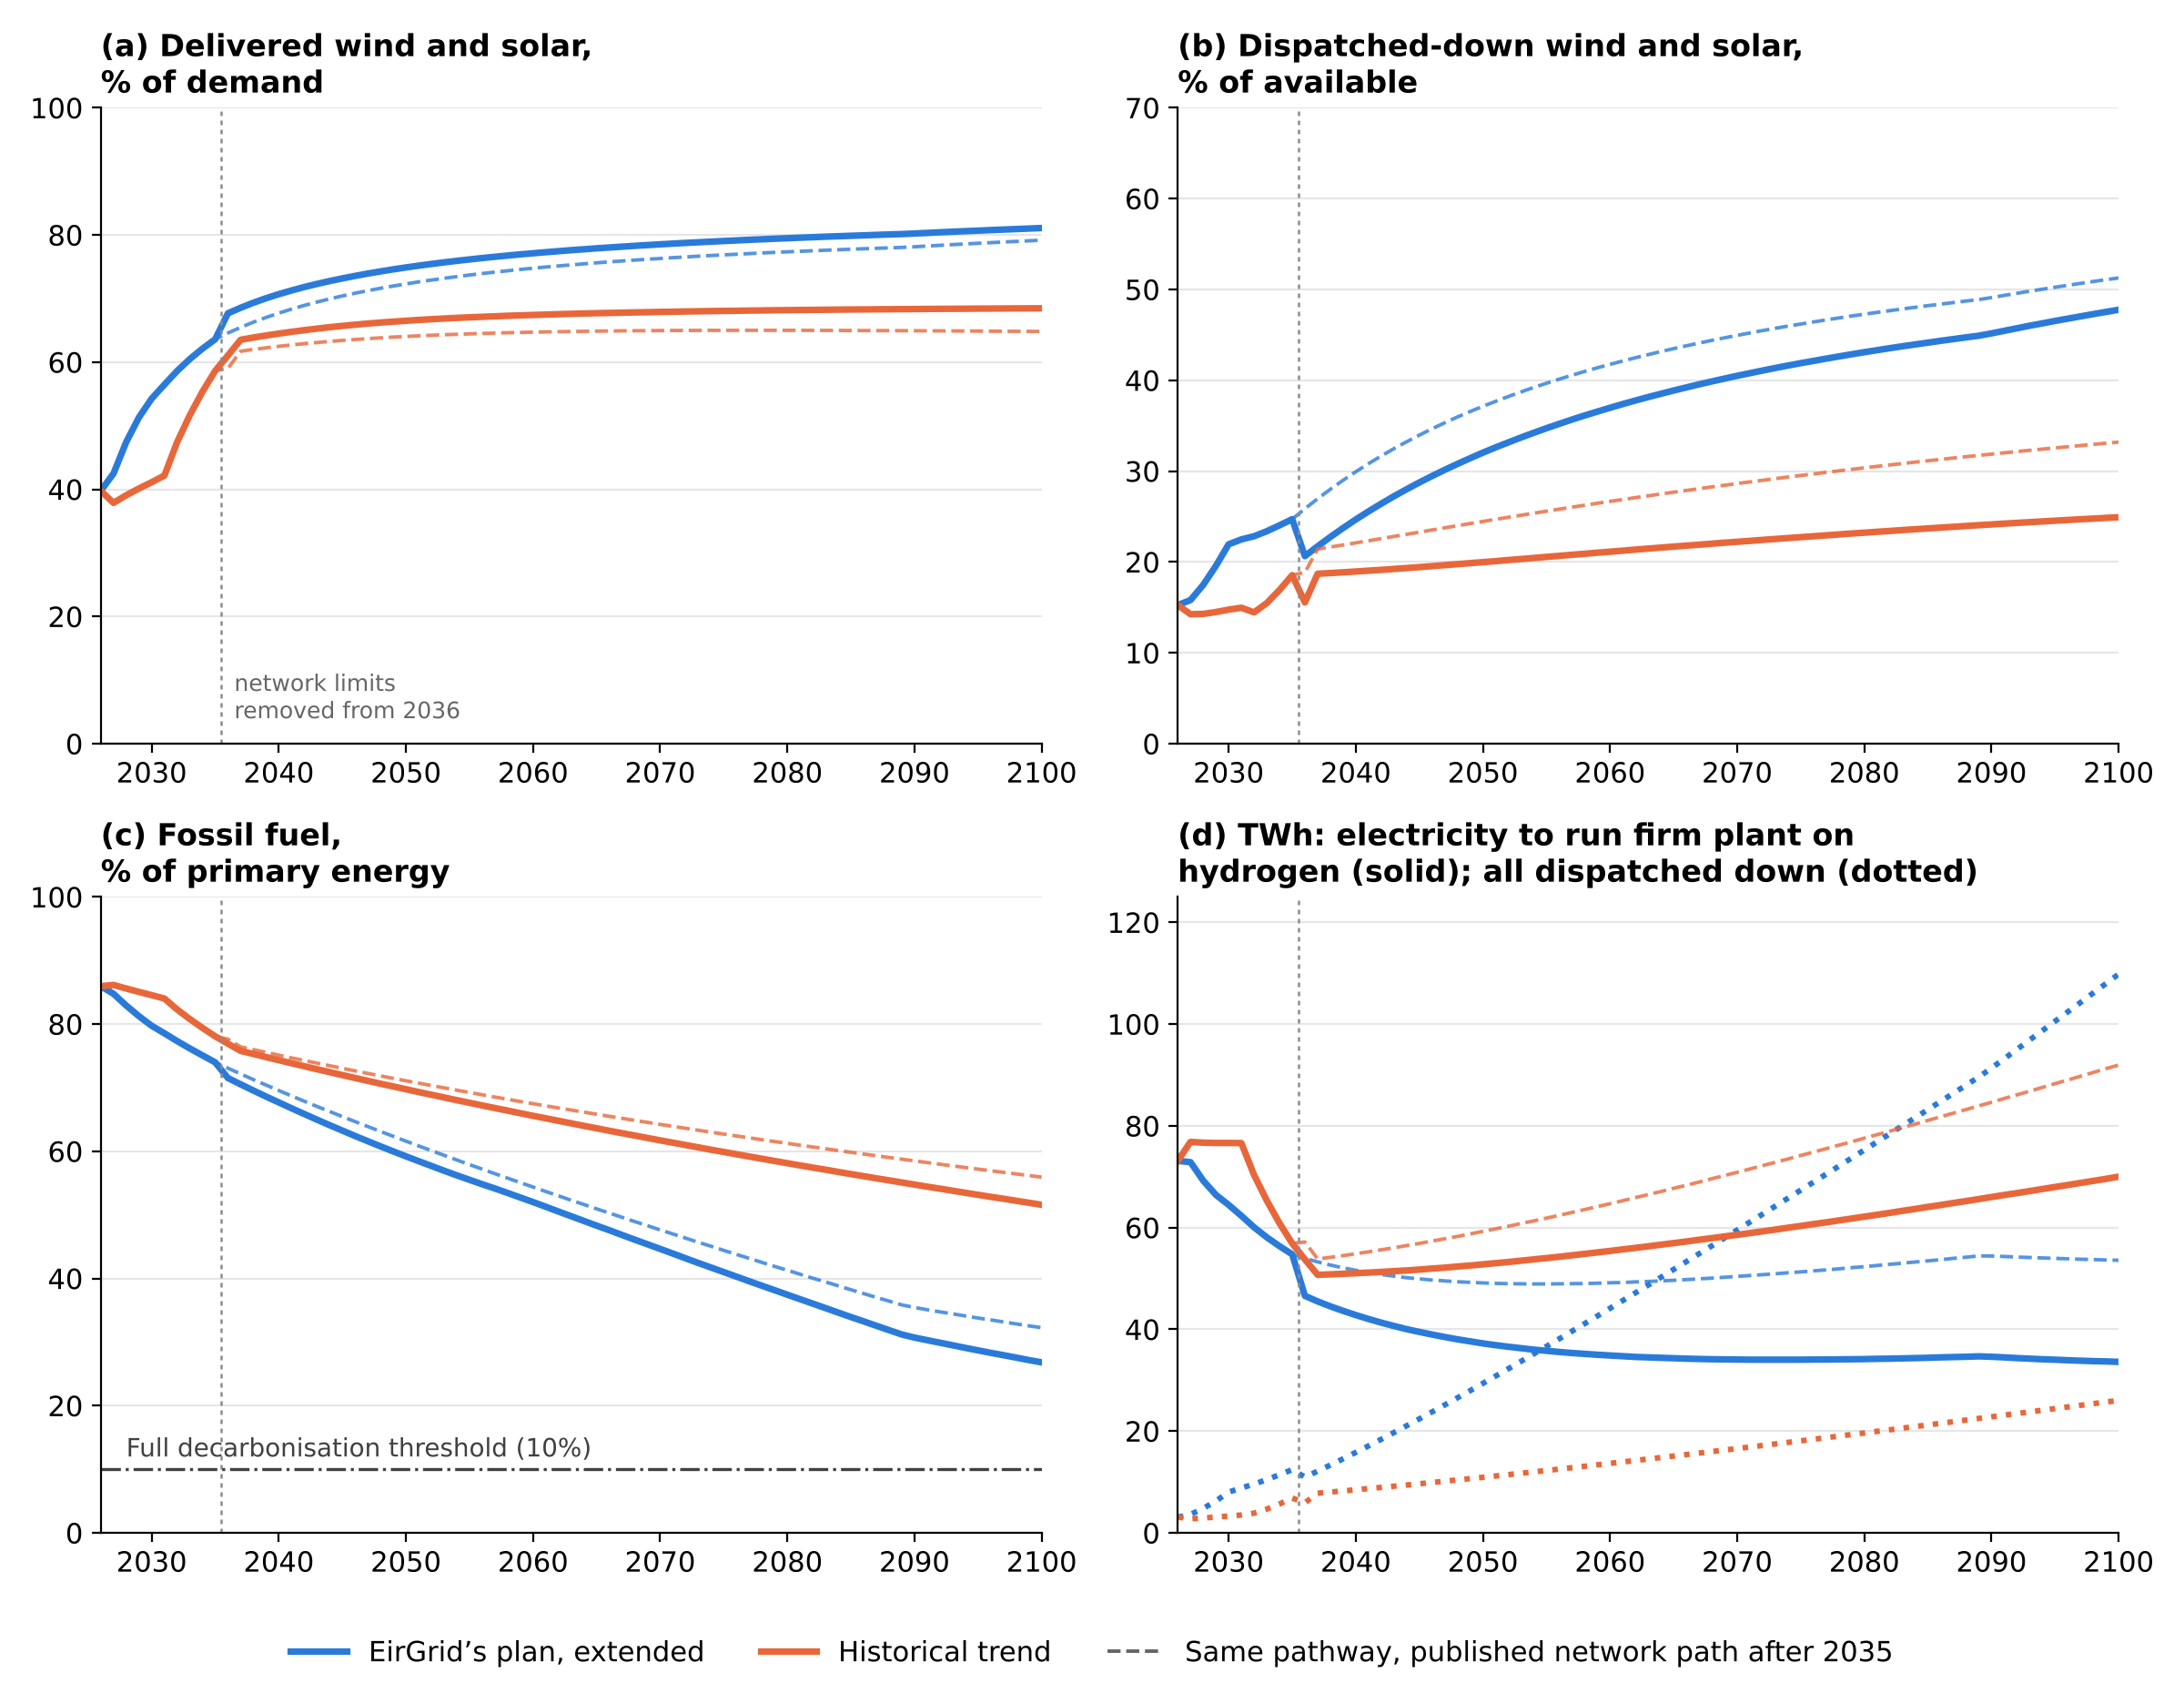 (a) Delivered wind and solar,
% of demand
100
80
60
40
20
0
network limits
removed from 2036
2030 2040 2050 2060 2070 2080 2090 2100
(b) Dispatched-down wind and solar,
% of available
70
60
50
40
30
20
10
0
2030 2040 2050 2060 2070 2080 2090 2100
(c) Fossil fuel,
% of primary energy
100
80
60
40
20
0
Full decarbonisation threshold (10%)
2030 2040 2050 2060 2070 2080 2090 2100
(d) TWh: electricity to run firm plant on
hydrogen (solid); all dispatched down (dotted)
120
100
80
60
40
20
0
2030 2040 2050 2060 2070 2080 2090 2100
EirGrid’s plan, extended
Historical trend
Same pathway, published network path after 2035